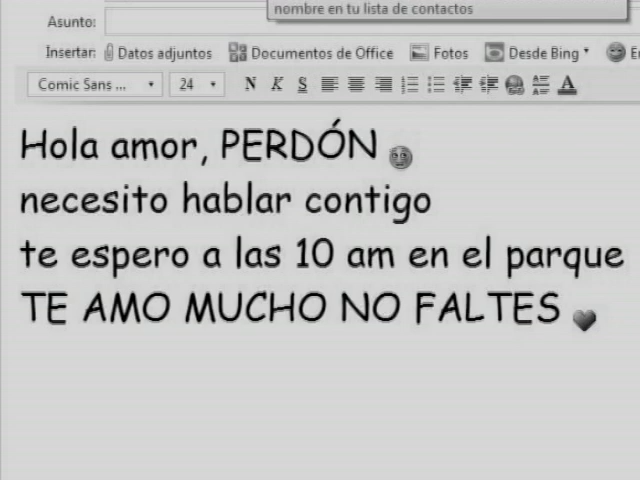 nombre en tu lista de contactos
Asunto:
Insertar: Datos adjuntos Documentos de Office Fotos Desde Bing
Comic Sans ... 24 N K S A
Hola amor, PERDÓN
necesito hablar contigo
te espero a las 10 am en el parque
TE AMO MUCHO NO FALTES